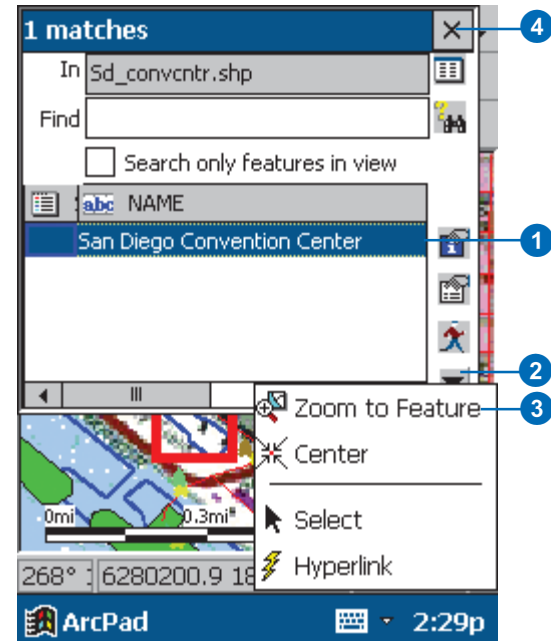 1 matches
4
In Sd_convcntr.shp
Find
Search only features in view
abc NAME
San Diego Convention Center
1
2
Zoom to Feature
3
Center
0mi 0.3mi
Select
Hyperlink
268° 6280200.9 18
ArcPad 2:29p